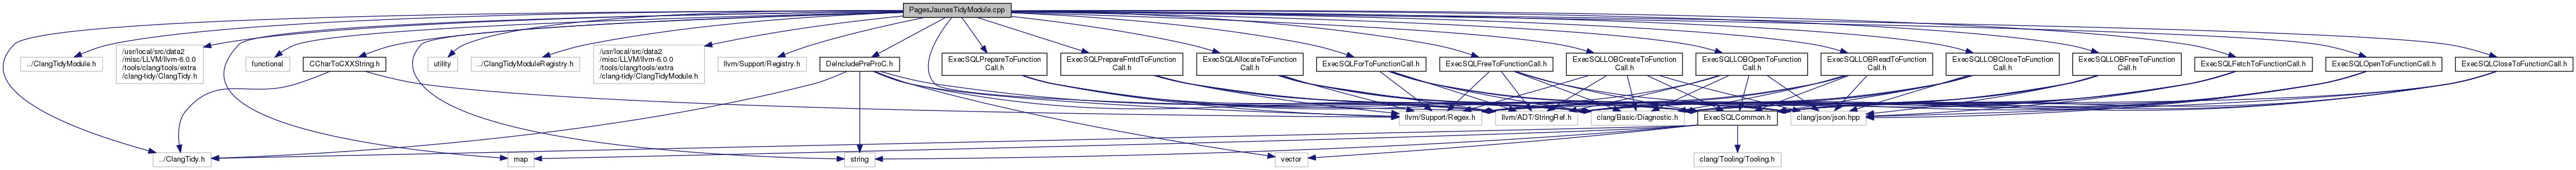 PagesJaunesTidyModule.cpp
../ClangTidyModule.h
/usr/local/src/data2
/misc/LLVM/llvm-6.0.0
/tools/clang/tools/extra
/clang-tidy/ClangTidy.h
functional
CCharToCXXString.h
utility
../ClangTidyModuleRegistry.h
/usr/local/src/data2
/misc/LLVM/llvm-6.0.0
/tools/clang/tools/extra
/clang-tidy/ClangTidyModule.h
llvm/Support/Registry.h
DeIncludePreProC.h
ExecSQLPrepareToFunction
Call.h
ExecSQLPrepareFmtdToFunction
Call.h
ExecSQLAllocateToFunction
Call.h
ExecSQLForToFunctionCall.h
ExecSQLFreeToFunctionCall.h
ExecSQLLOBCreateToFunction
Call.h
ExecSQLLOBOpenToFunction
Call.h
ExecSQLLOBReadToFunction
Call.h
ExecSQLLOBCloseToFunction
Call.h
ExecSQLLOBFreeToFunction
Call.h
ExecSQLFetchToFunctionCall.h
ExecSQLOpenToFunctionCall.h
ExecSQLCloseToFunctionCall.h
llvm/Support/Regex.h
llvm/ADT/StringRef.h
clang/Basic/Diagnostic.h
ExecSQLCommon.h
clang/json/json.hpp
../ClangTidy.h
map
string
vector
clang/Tooling/Tooling.h